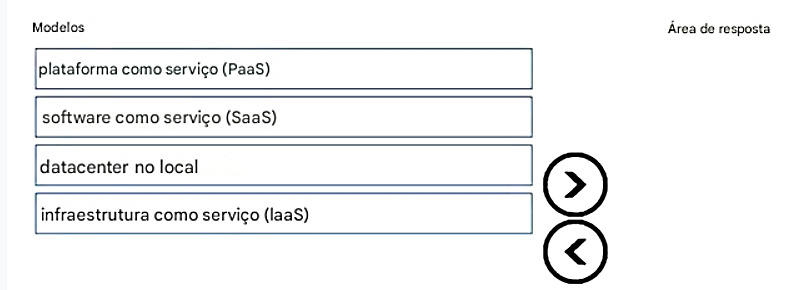 Modelos
Área de resposta
plataforma como serviço (PaaS)
software como serviço (SaaS)
datacenter no local
infraestrutura como serviço (IaaS)